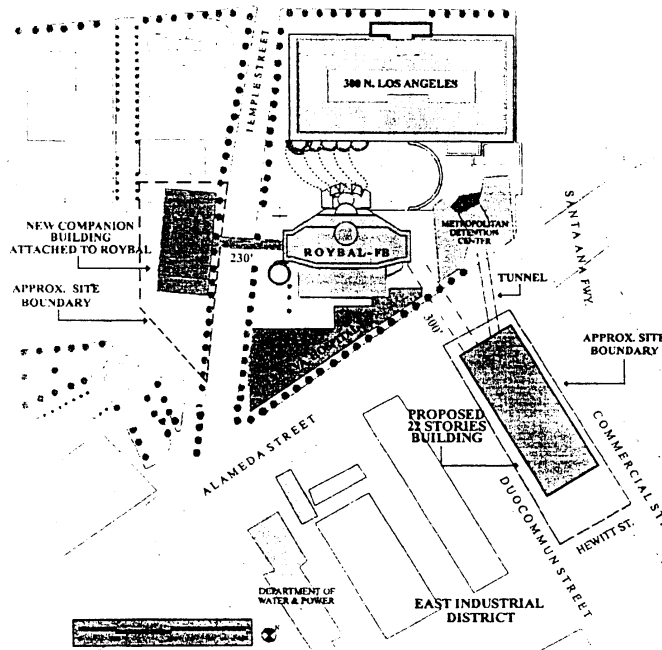 TEMPLE STREET
300 N. LOS ANGELES
NEW COMPANION
BUILDING
ATTACHED TO ROYBAL
230'
ROYBAL-FB
METROPOLITAN
DETENTION
CENTER
SANTA ANA FWY.
APPROX. SITE
BOUNDARY
TUNNEL
300'
APPROX. SITE
BOUNDARY
PROPOSED
22 STORIES
BUILDING
ALAMEDA STREET
COMMERCIAL ST
DUOCOMMUN STREET
HEWITT ST.
DEPARTMENT OF
WATER & POWER
EAST INDUSTRIAL
DISTRICT
N